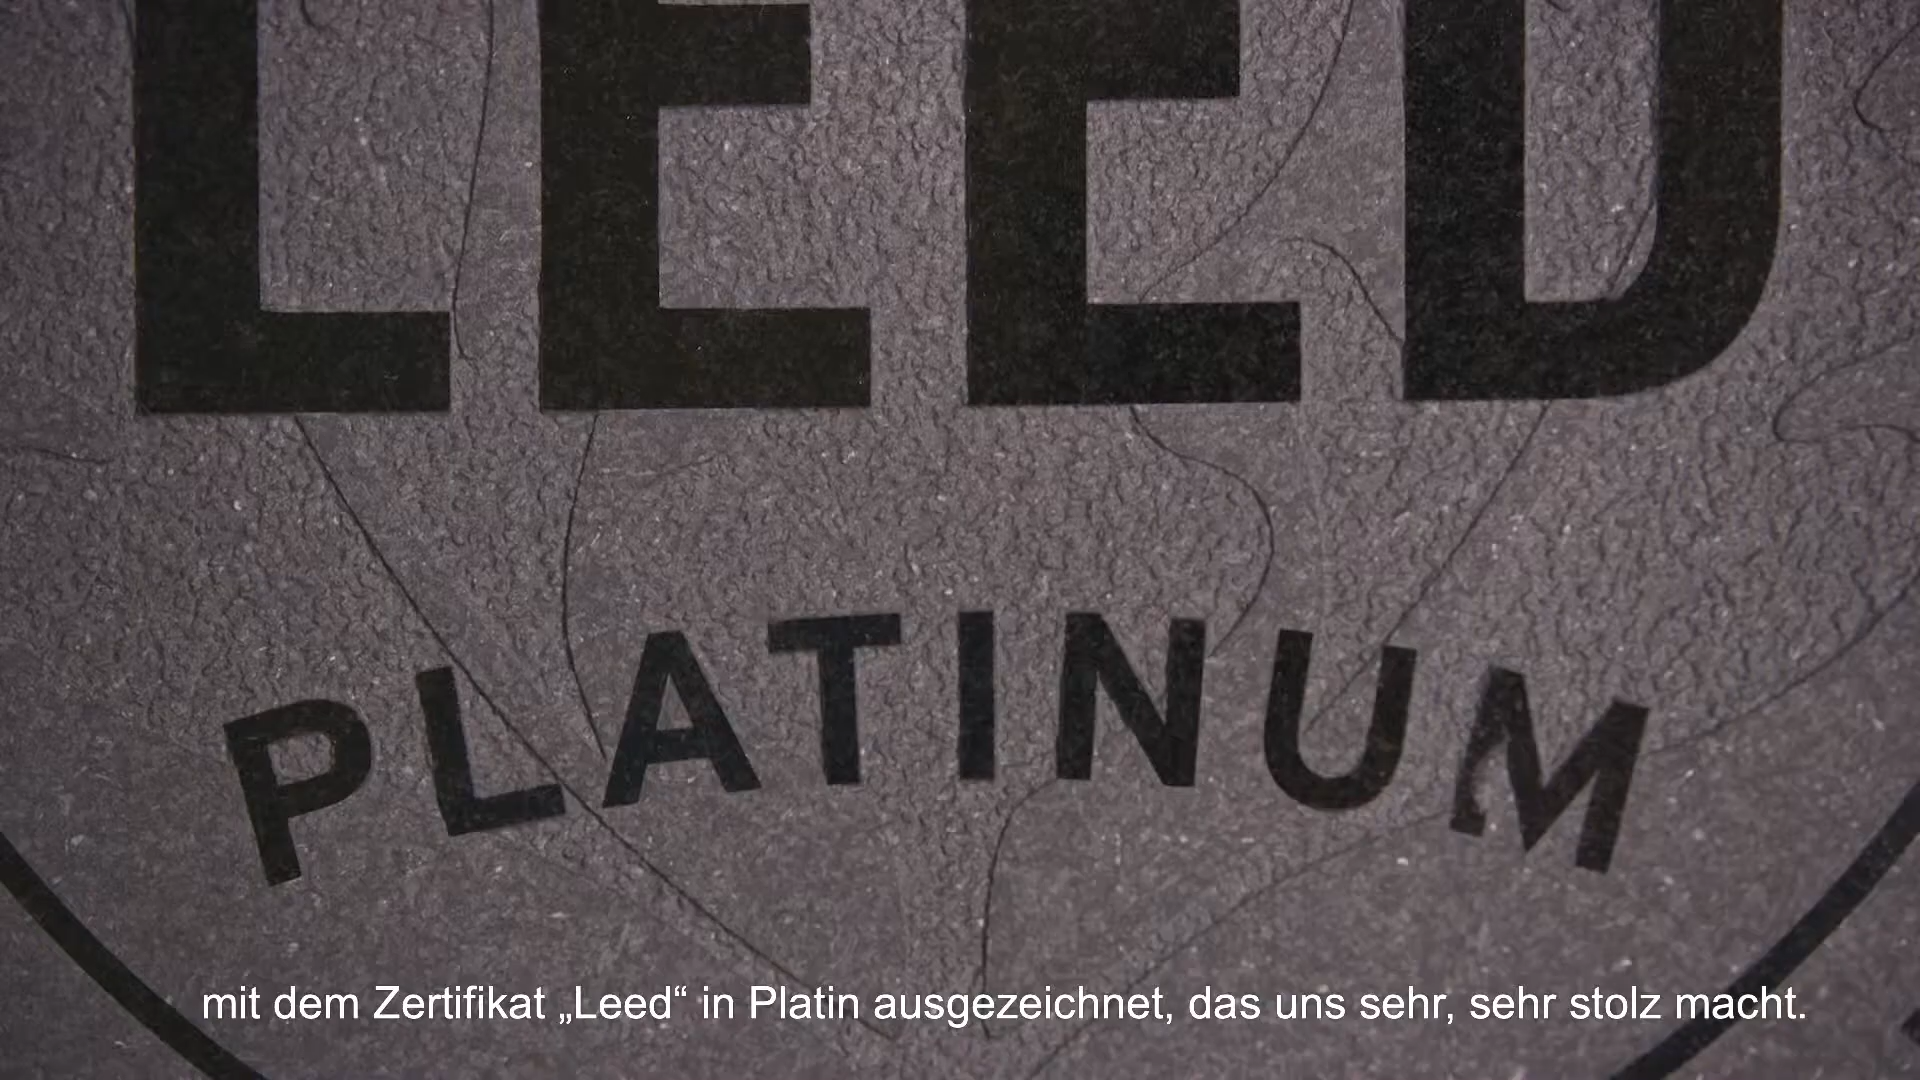 LEED
PLATINUM
mit dem Zertifikat „Leed“ in Platin ausgezeichnet, das uns sehr, sehr stolz macht.